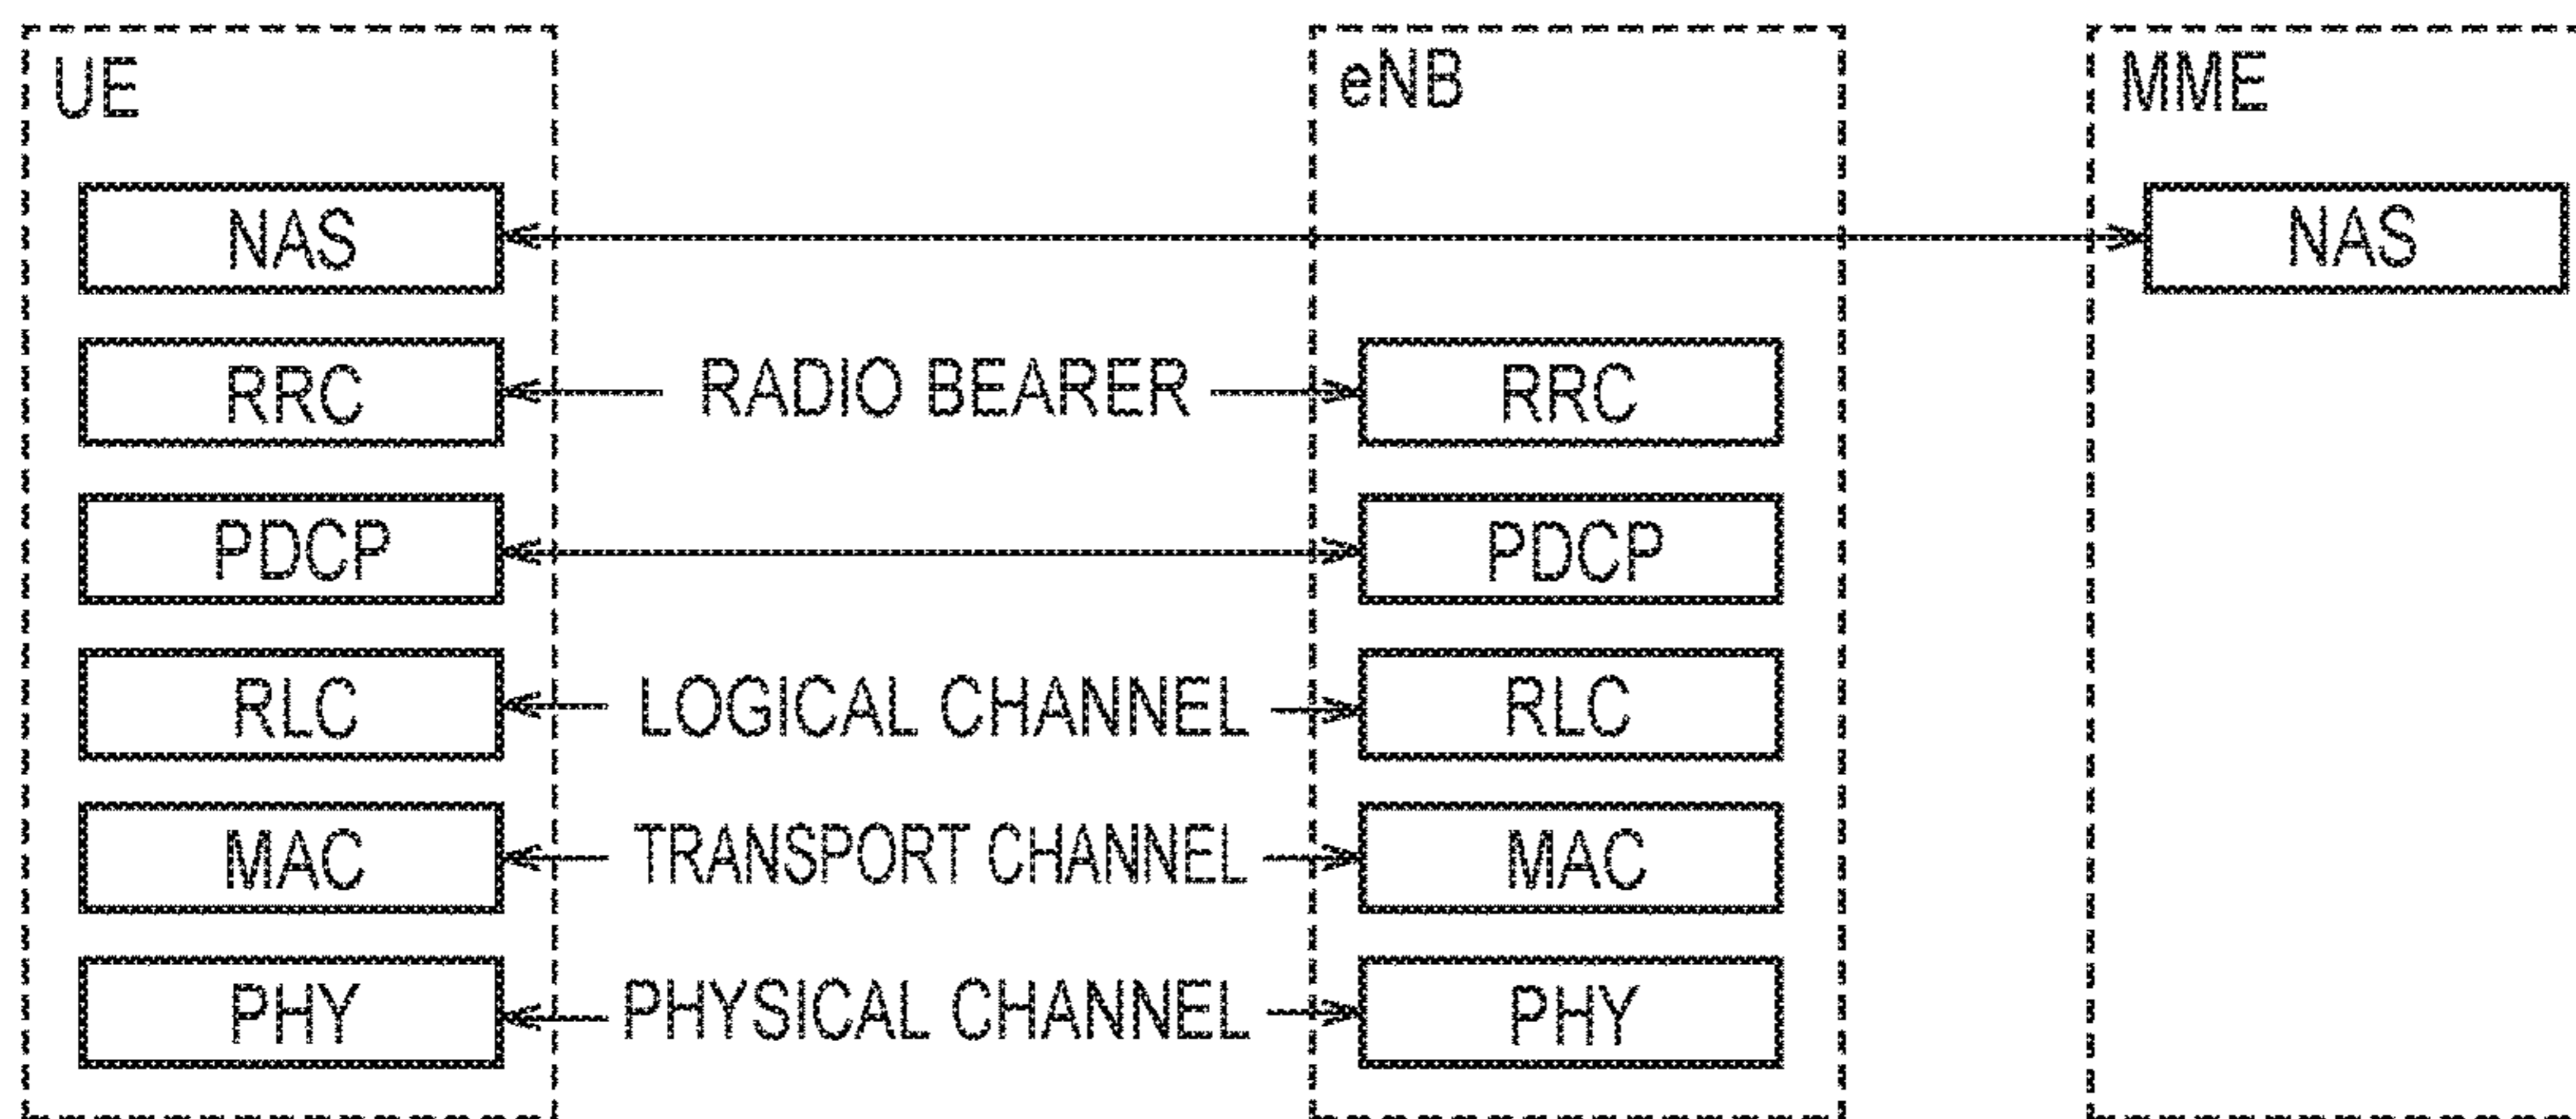 UE
eNB
MME
NAS
NAS
RRC
RADIO BEARER
RRC
PDCP
PDCP
RLC
LOGICAL CHANNEL
RLC
MAC
TRANSPORT CHANNEL
MAC
PHY
PHYSICAL CHANNEL
PHY